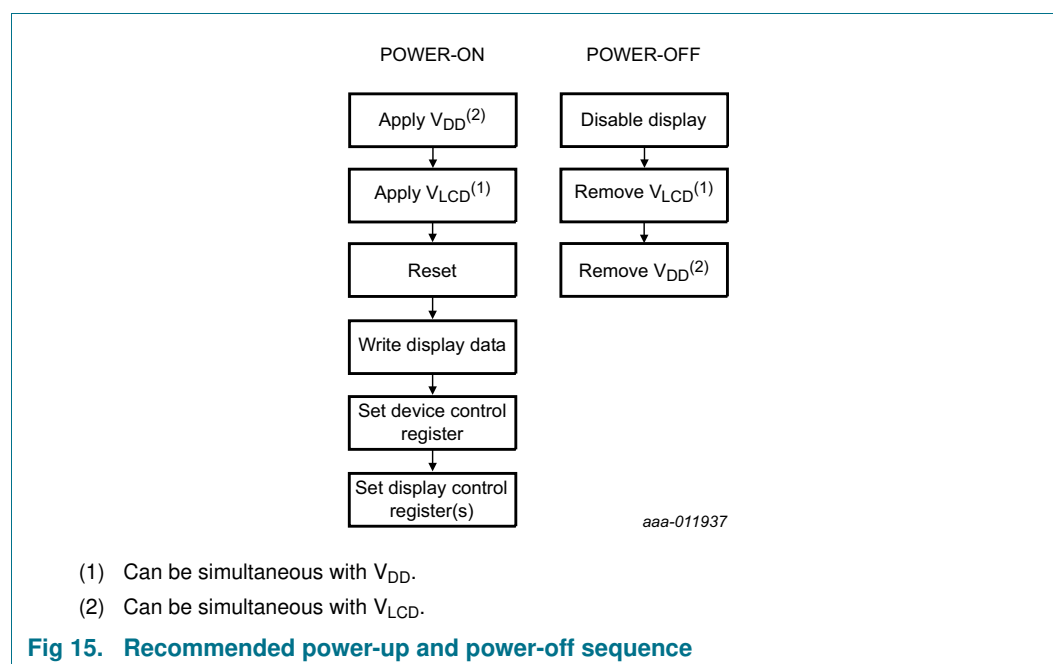 POWER-ON
Apply VDD(2)
Apply VLCD(1)
Reset
Write display data
Set device control
register
Set display control
register(s)
POWER-OFF
Disable display
Remove VLCD(1)
Remove VDD(2)
aaa-011937
(1) Can be simultaneous with VDD.
(2) Can be simultaneous with VLCD.
Fig 15. Recommended power-up and power-off sequence